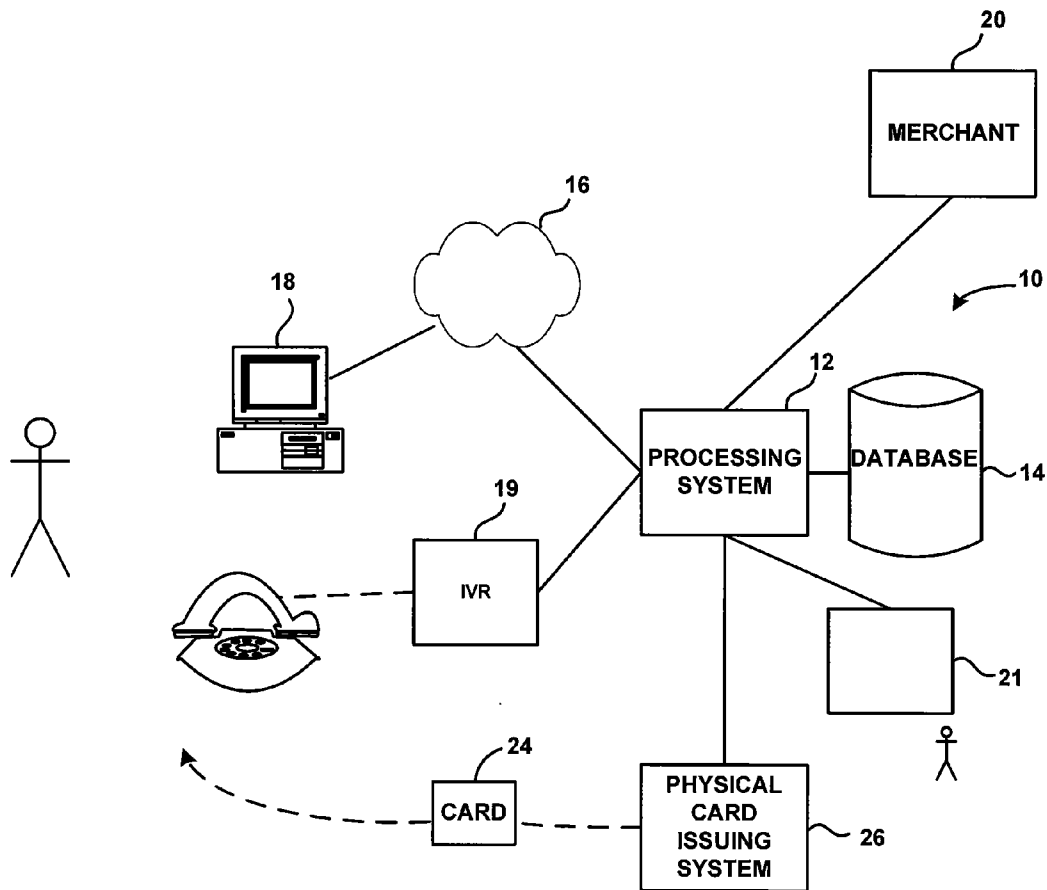 20
MERCHANT
16
10
18
12
PROCESSING
SYSTEM
DATABASE
14
19
IVR
21
24
CARD
PHYSICAL
CARD
ISSUING
SYSTEM
26